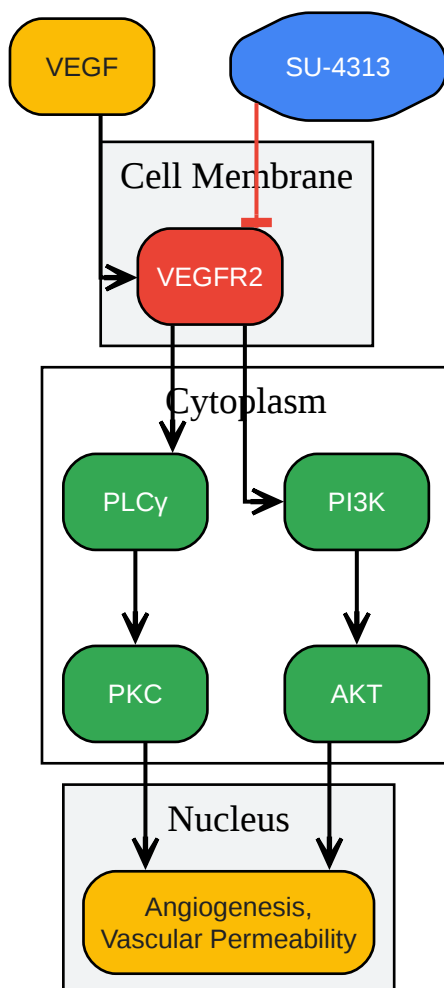 VEGF
SU-4313
Cell Membrane
VEGFR2
Cytoplasm
PLCγ
PI3K
PKC
AKT
Nucleus
Angiogenesis,
Vascular Permeability